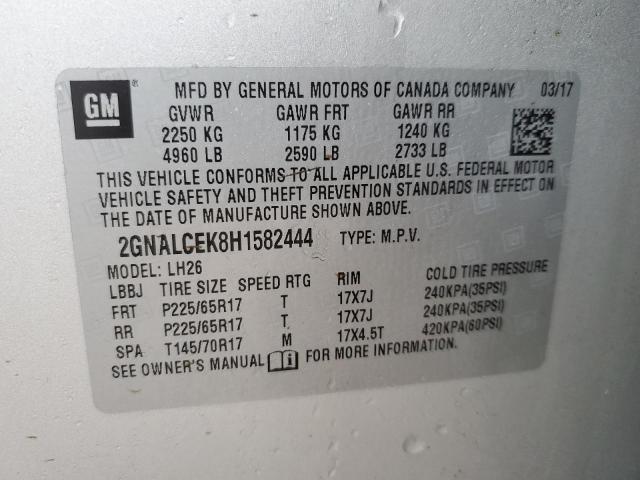 GM ® MFD BY GENERAL MOTORS OF CANADA COMPANY 03/17
GVWR GAWR FRT GAWR RR
2250 KG 1175 KG 1240 KG
4960 LB 2590 LB 2733 LB
THIS VEHICLE CONFORMS TO ALL APPLICABLE U.S. FEDERAL MOTOR
VEHICLE SAFETY AND THEFT PREVENTION STANDARDS IN EFFECT ON
THE DATE OF MANUFACTURE SHOWN ABOVE.
2GNALCEK8H1582444 TYPE: M.P.V.
MODEL: LH26
LBBJ TIRE SIZE SPEED RTG RIM COLD TIRE PRESSURE
FRT P225/65R17 T 17X7J 240KPA(35PSI)
RR P225/65R17 T 17X7J 240KPA(35PSI)
SPA T145/70R17 M 17X4.5T 420KPA(60PSI)
SEE OWNER'S MANUAL i FOR MORE INFORMATION.